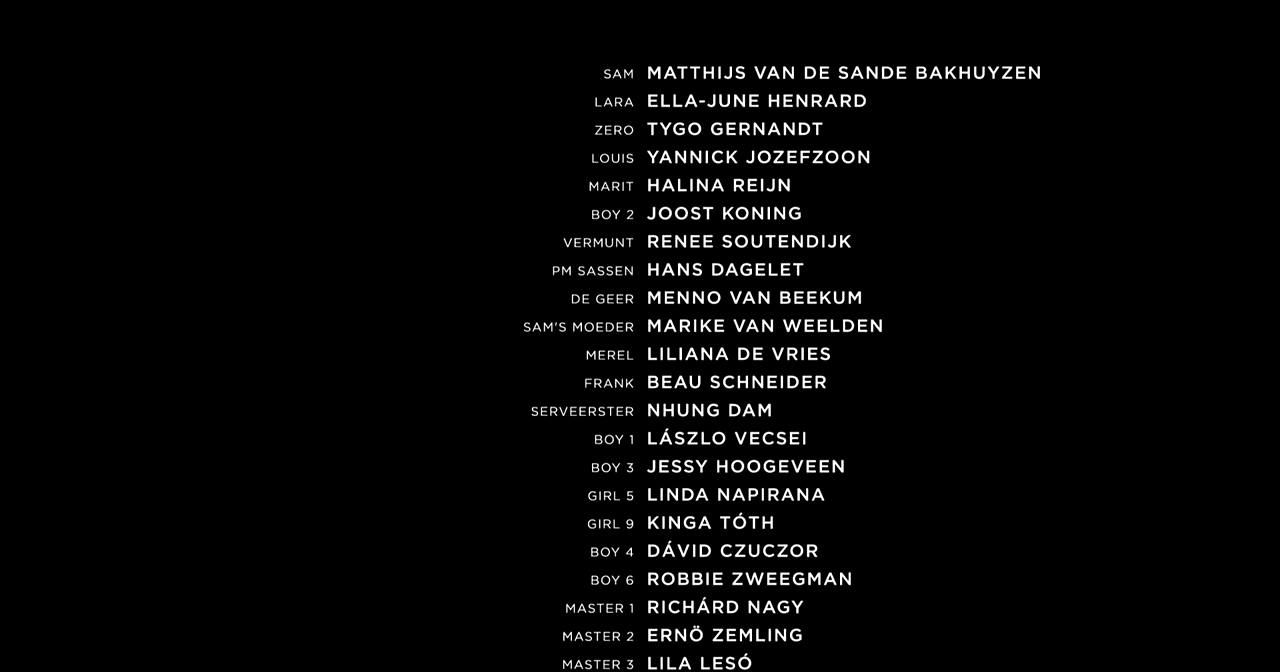 SAM MATTHIJS VAN DE SANDE BAKHUYZEN
LARA ELLA-JUNE HENRARD
ZERO TYGO GERNANDT
LOUIS YANNICK JOZEFZOON
MARIT HALINA REIJN
BOY 2 JOOST KONING
VERMUNT RENEE SOUTENDIJK
PM SASSEN HANS DAGELET
DE GEER MENNO VAN BEEKUM
SAM'S MOEDER MARIKE VAN WEELDEN
MEREL LILIANA DE VRIES
FRANK BEAU SCHNEIDER
SERVEERSTER NHUNG DAM
BOY 1 LÁSZLO VECSEI
BOY 3 JESSY HOOGEVEEN
GIRL 5 LINDA NAPIRANA
GIRL 9 KINGA TÓTH
BOY 4 DÁVID CZUCZOR
BOY 6 ROBBIE ZWEEGMAN
MASTER 1 RICHÁRD NAGY
MASTER 2 ERNÖ ZEMLING
MASTER 3 LILA LESÓ